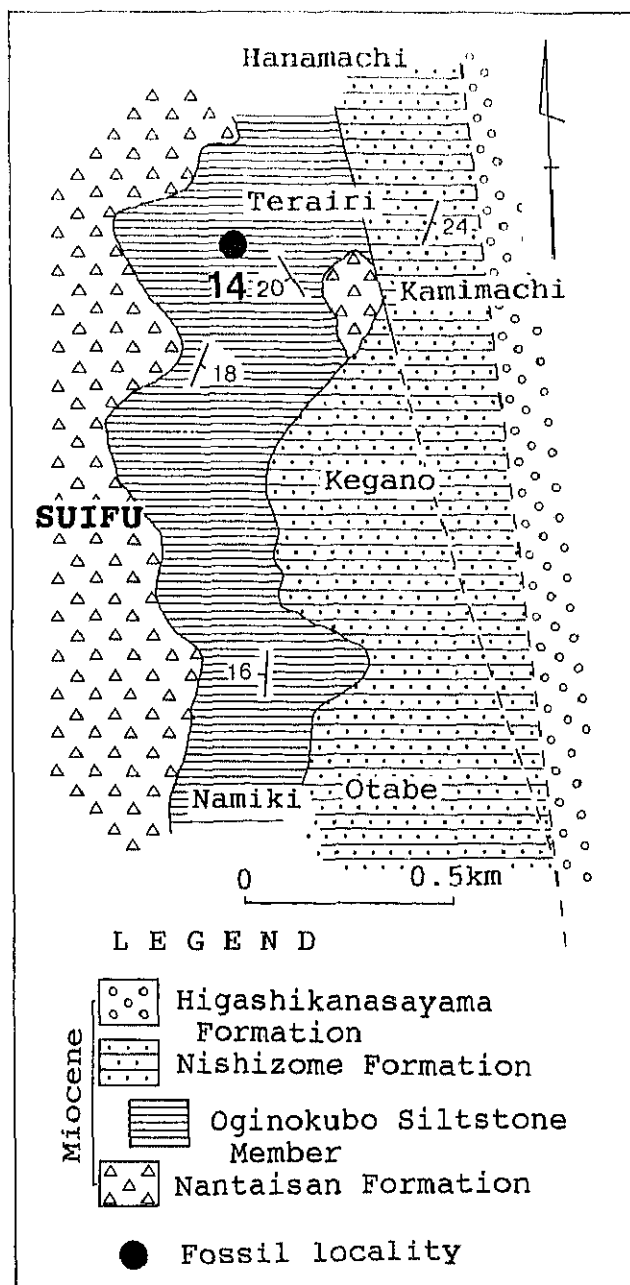 Hanamachi
Terairi
24
14
20
Kamimachi
18
Kegano
SUIFU
16
Namiki
Otabe
0 0.5km
LEGEND
Miocene
Higashikanasayama
Formation
Nishizome Formation
Oginokubo Siltstone
Member
Nantaisan Formation
Fossil locality